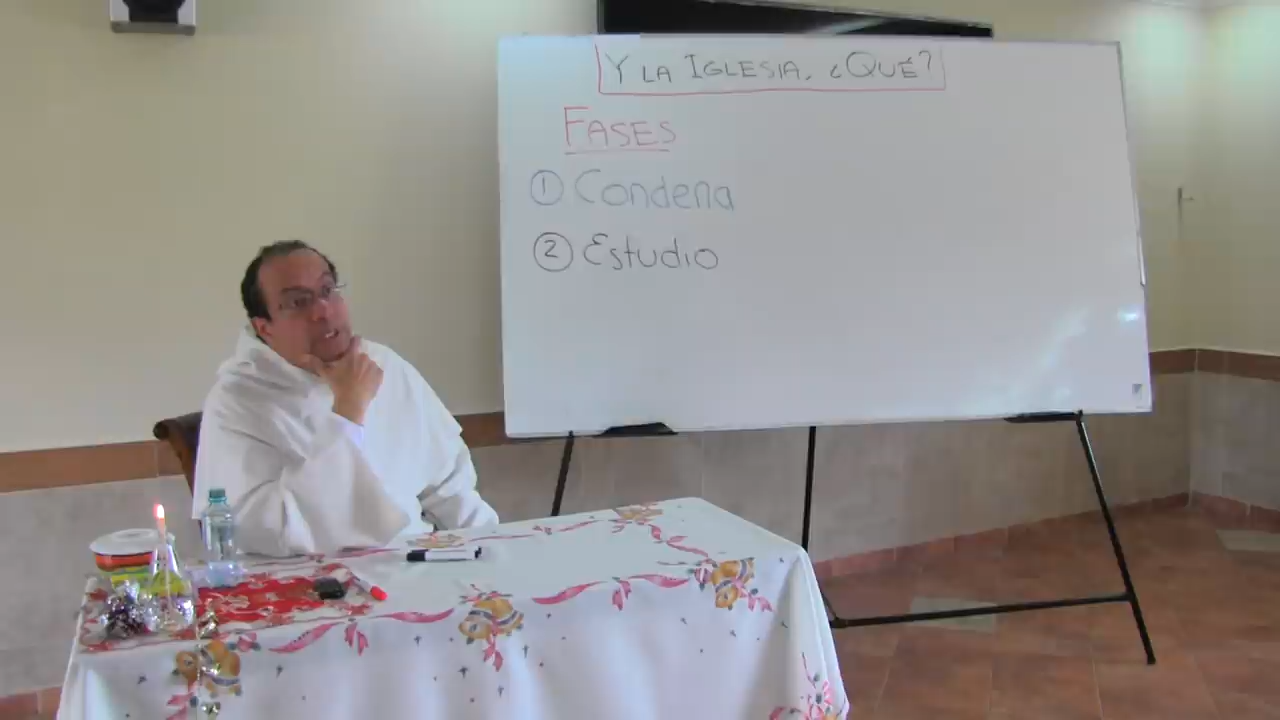 Y LA IGLESIA, ¿QUÉ?
FASES
① Condena
② Estudio